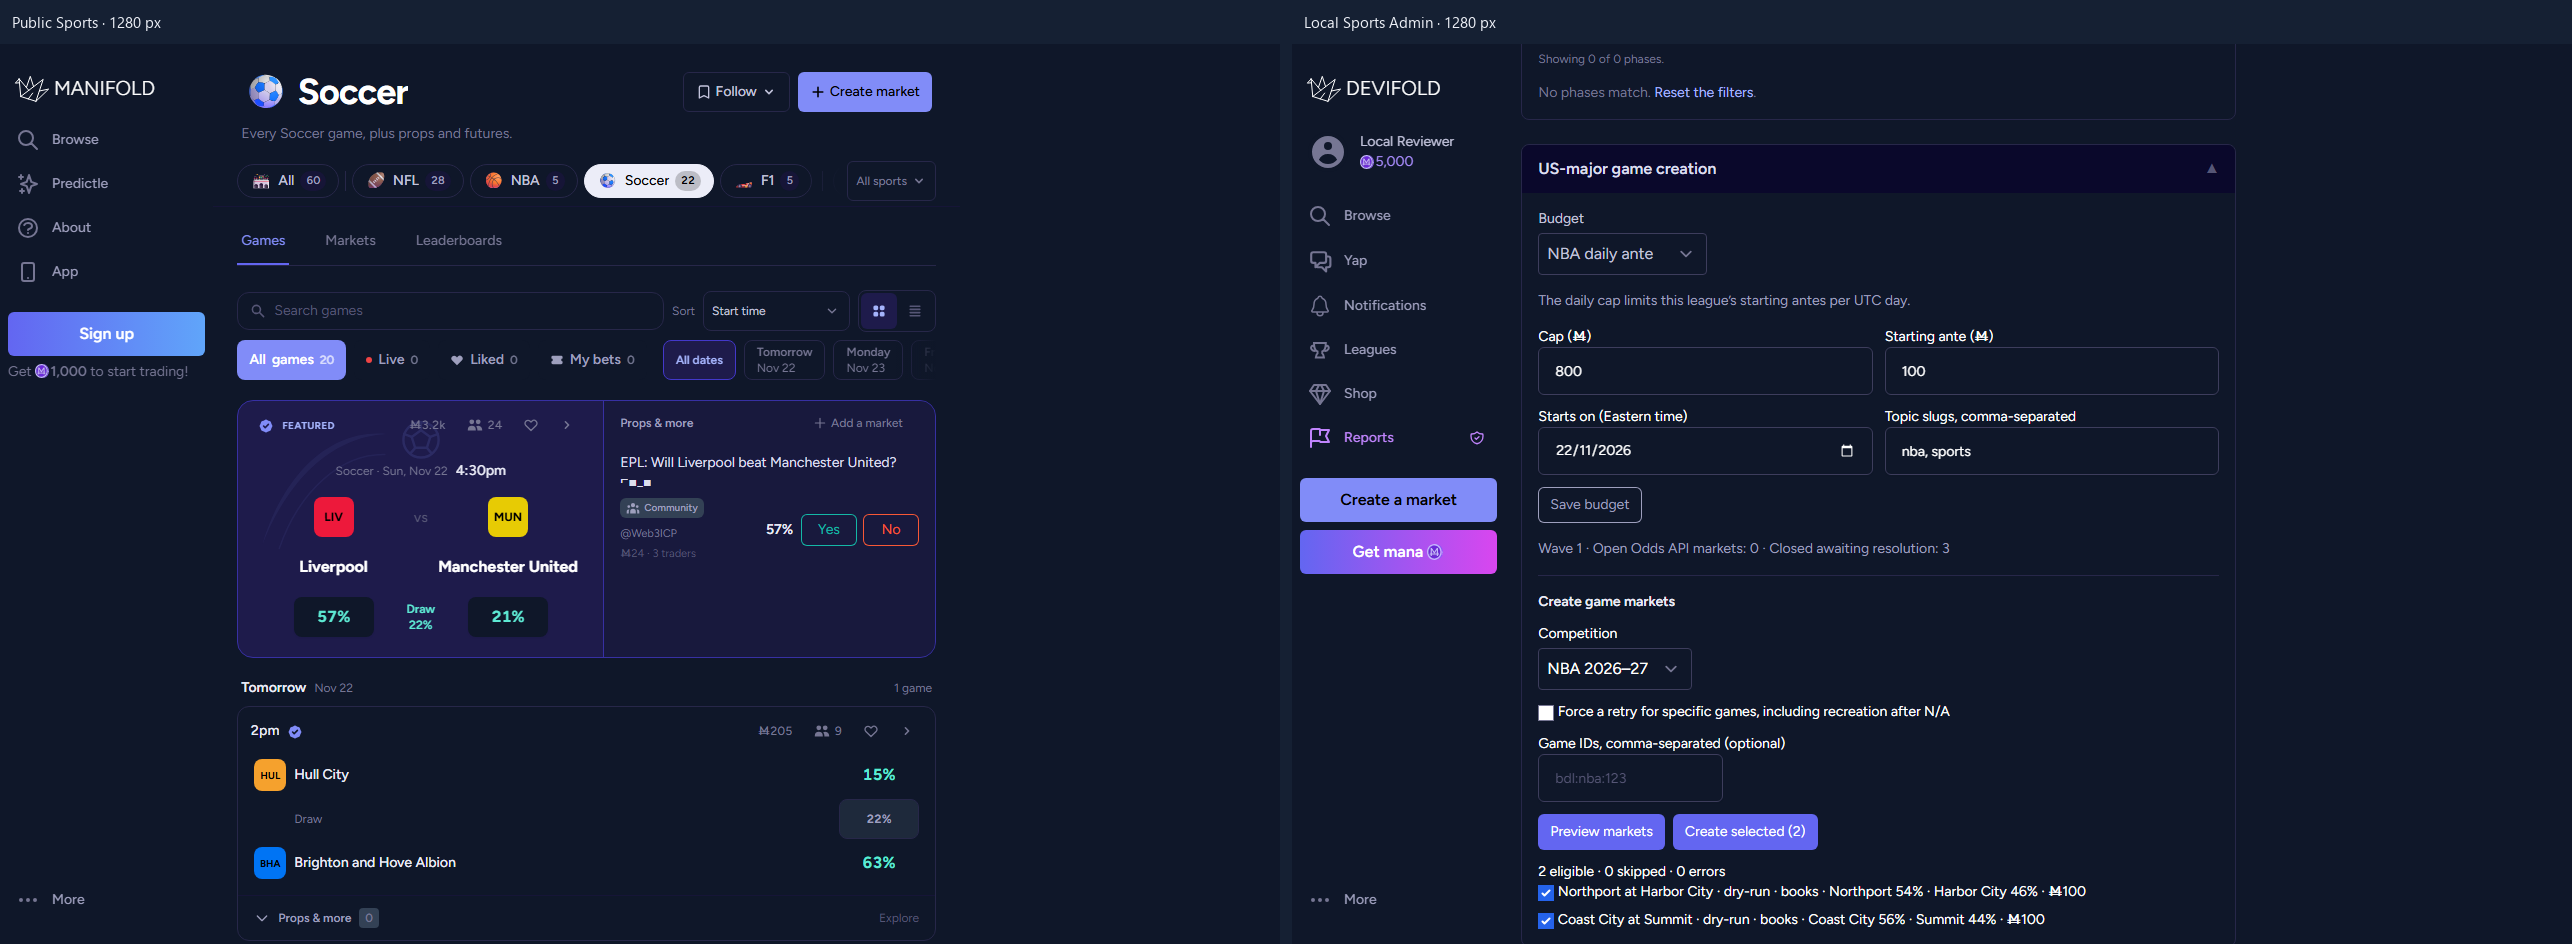 Public Sports · 1280 px
MANIFOLD
Browse
Predictle
About
App
Sign up
Get Ⓜ1,000 to start trading!
More
Soccer
Follow
+ Create market
Every Soccer game, plus props and futures.
All 60
NFL 28
NBA 5
Soccer 22
F1 5
All sports
Games
Markets
Leaderboards
Search games
Sort
Start time
All games 20
Live 0
Liked 0
My bets 0
All dates
Tomorrow
Nov 22
Monday
Nov 23
FEATURED
Ṁ3.2k
24
Soccer · Sun, Nov 22 4:30pm
LIV
vs
MUN
Liverpool
Manchester United
57%
Draw
22%
21%
Props & more
+ Add a market
EPL: Will Liverpool beat Manchester United?
Community
@Web3ICP
Ṁ24 · 3 traders
57%
Yes
No
Tomorrow Nov 22
1 game
2pm
Ṁ205
9
HUL Hull City
15%
Draw
22%
BHA Brighton and Hove Albion
63%
Props & more 0
Explore
Local Sports Admin · 1280 px
DEVIFOLD
Local Reviewer
Ⓜ5,000
Browse
Yap
Notifications
Leagues
Shop
Reports
Create a market
Get mana Ⓜ
More
Showing 0 of 0 phases.
No phases match. Reset the filters.
US-major game creation
Budget
NBA daily ante
The daily cap limits this league's starting antes per UTC day.
Cap (Ṁ)
Starting ante (Ṁ)
800
100
Starts on (Eastern time)
Topic slugs, comma-separated
22/11/2026
nba, sports
Save budget
Wave 1 · Open Odds API markets: 0 · Closed awaiting resolution: 3
Create game markets
Competition
NBA 2026–27
Force a retry for specific games, including recreation after N/A
Game IDs, comma-separated (optional)
bdl:nba:123
Preview markets
Create selected (2)
2 eligible · 0 skipped · 0 errors
Northport at Harbor City · dry-run · books · Northport 54% · Harbor City 46% · Ṁ100
Coast City at Summit · dry-run · books · Coast City 56% · Summit 44% · Ṁ100